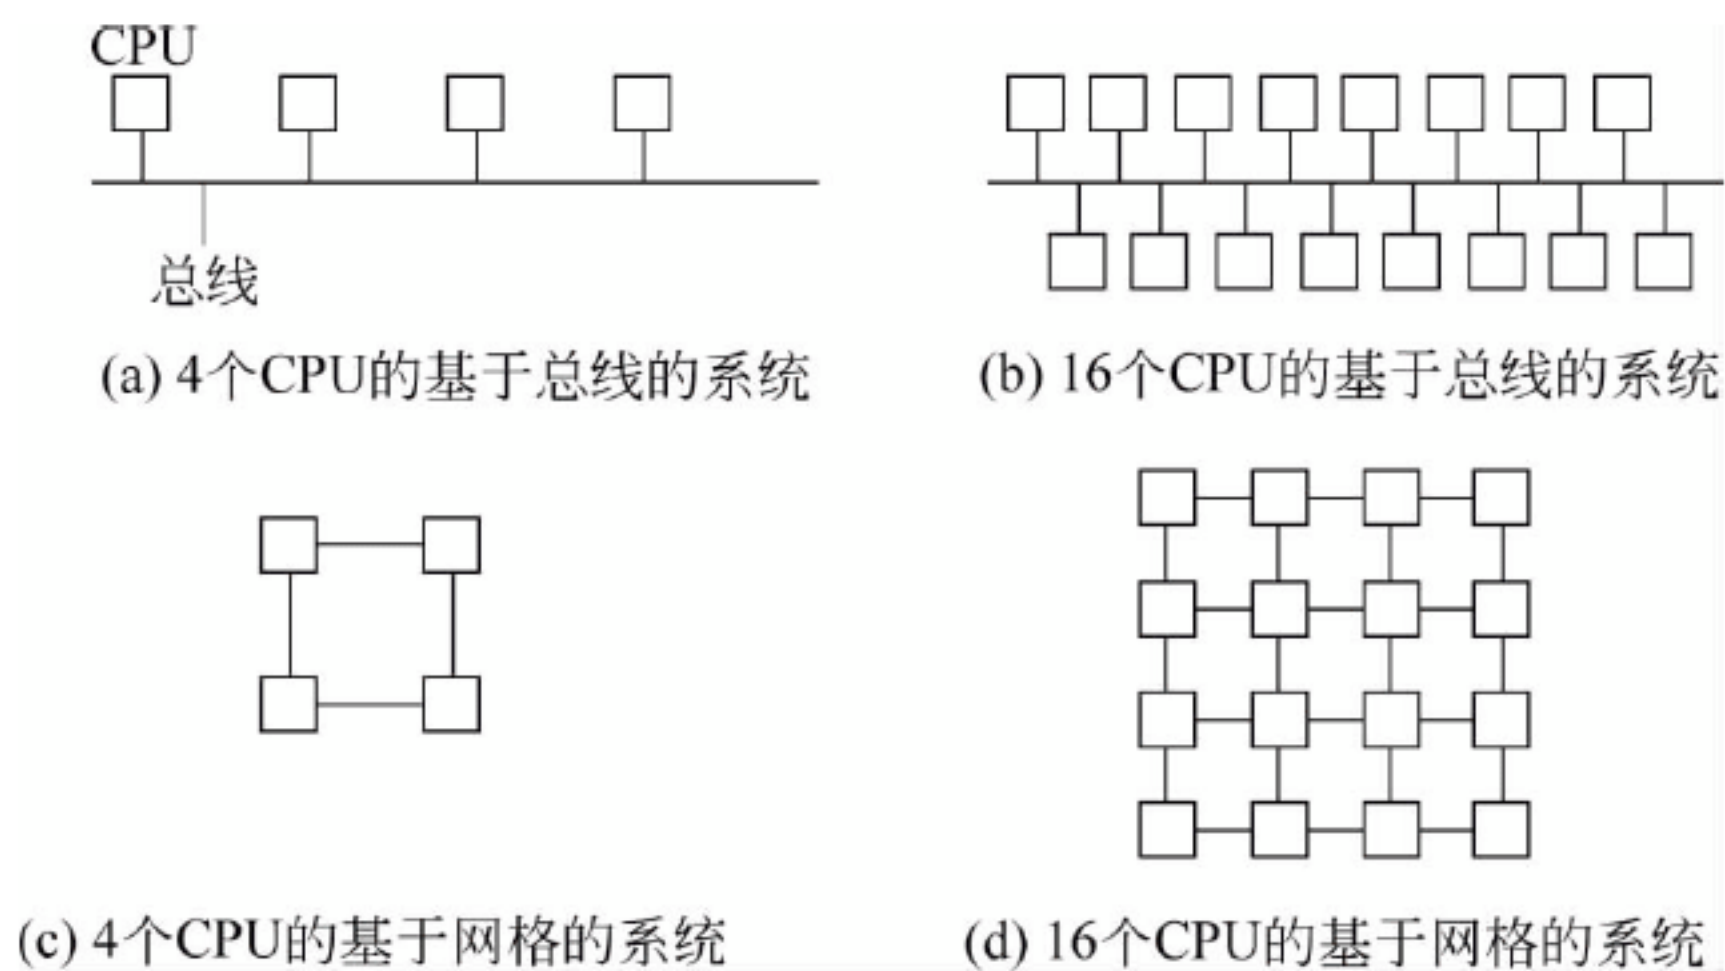 CPU
总线
(a) 4个CPU的基于总线的系统
(b) 16个CPU的基于总线的系统
(c) 4个CPU的基于网格的系统
(d) 16个CPU的基于网格的系统